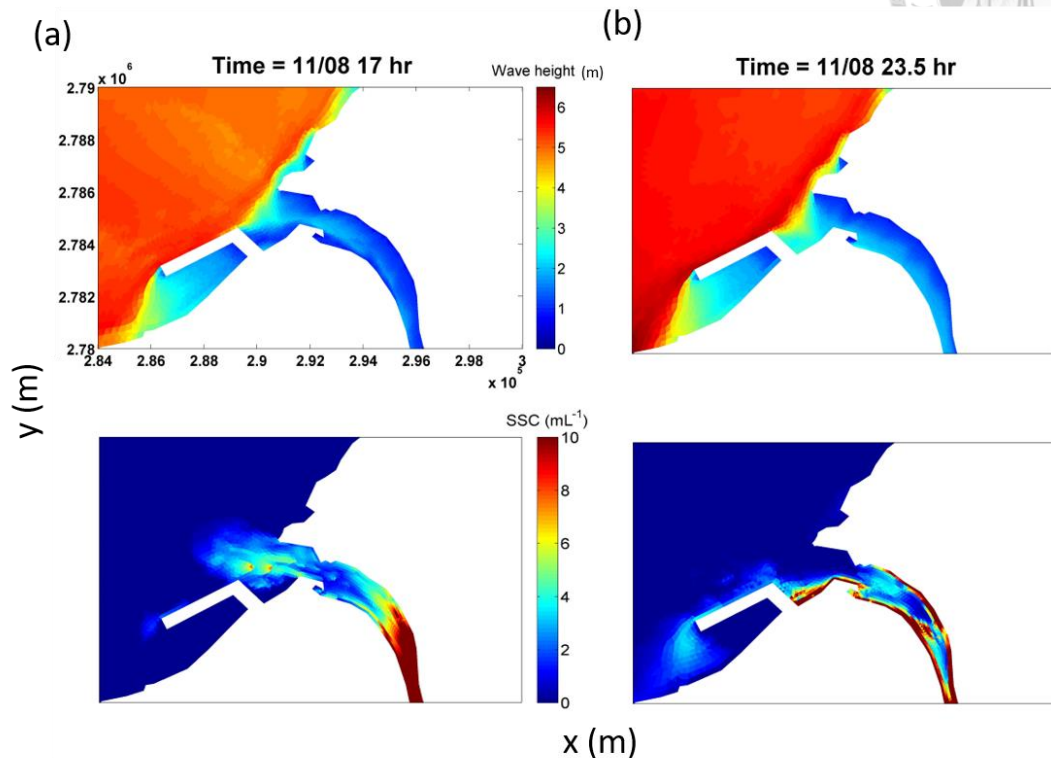 (a)
(b)
Time = 11/08 17 hr
Time = 11/08 23.5 hr
x 10 6
Wave height (m)
2.79
2.788
2.786
2.784
2.782
2.78
2.84 2.86 2.88 2.9 2.92 2.94 2.96 2.98 3
x 10 5
6
5
4
3
2
1
0
y (m)
SSC (mL-1)
10
8
6
4
2
0
x (m)